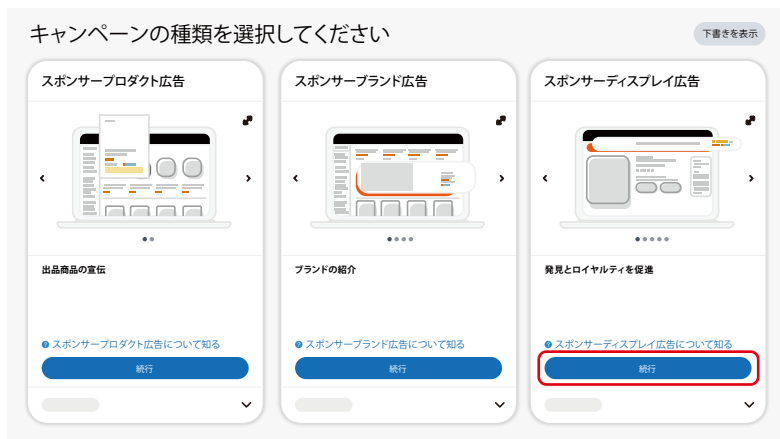 キャンペーンの種類を選択してください
下書きを表示
スポンサープロダクト広告
スポンサーブランド広告
スポンサーディスプレイ広告
出品商品の宣伝
ブランドの紹介
発見とロイヤルティを促進
スポンサープロダクト広告について知る
スポンサーブランド広告について知る
スポンサーディスプレイ広告について知る
続行
続行
続行